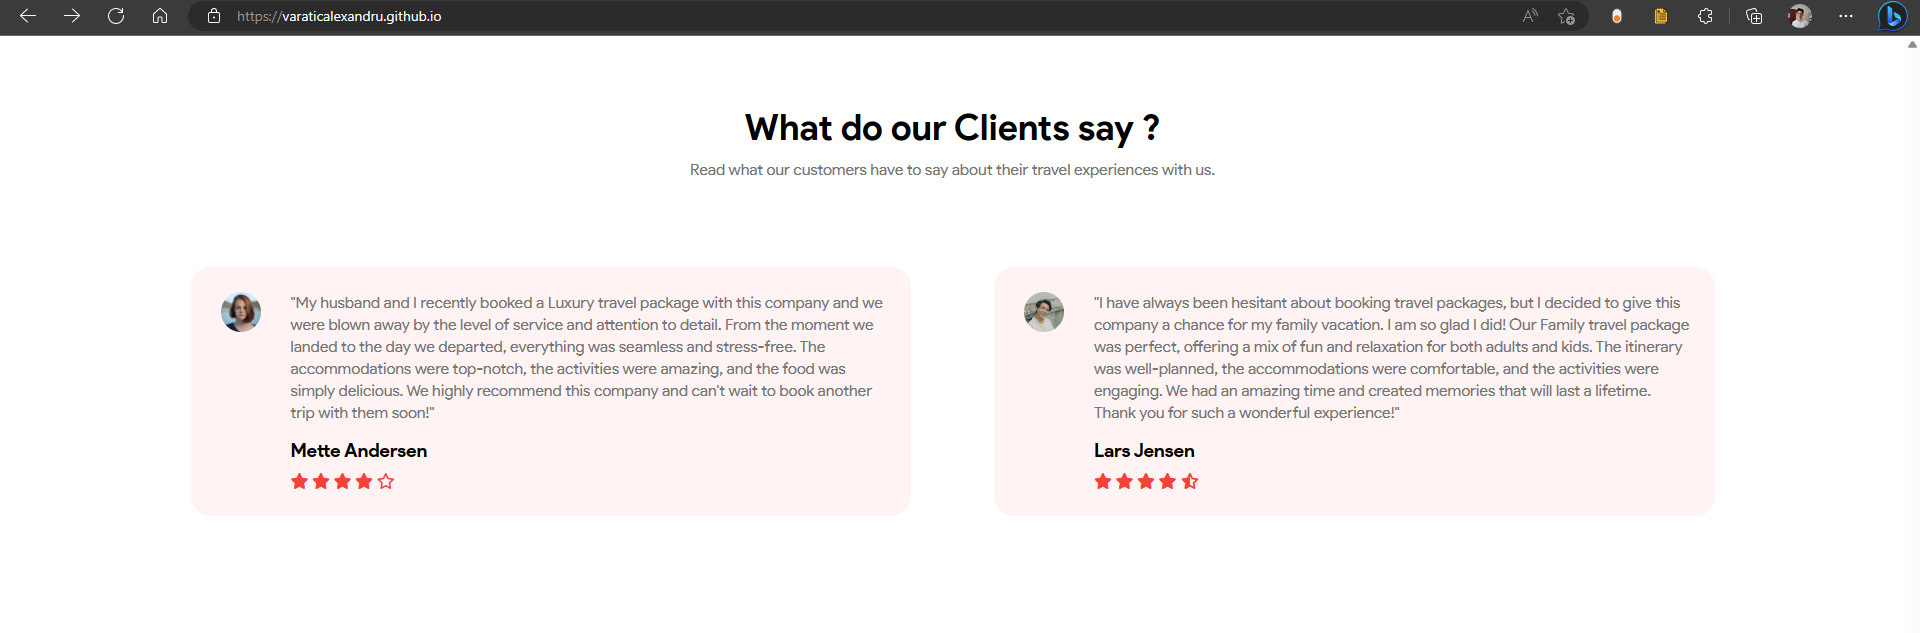 https://varaticalexandru.github.io
What do our Clients say ?
Read what our customers have to say about their travel experiences with us.
"My husband and I recently booked a Luxury travel package with this company and we
were blown away by the level of service and attention to detail. From the moment we
landed to the day we departed, everything was seamless and stress-free. The
accommodations were top-notch, the activities were amazing, and the food was
simply delicious. We highly recommend this company and can't wait to book another
trip with them soon!"
Mette Andersen
"I have always been hesitant about booking travel packages, but I decided to give this
company a chance for my family vacation. I am so glad I did! Our Family travel package
was perfect, offering a mix of fun and relaxation for both adults and kids. The itinerary
was well-planned, the accommodations were comfortable, and the activities were
engaging. We had an amazing time and created memories that will last a lifetime.
Thank you for such a wonderful experience!"
Lars Jensen